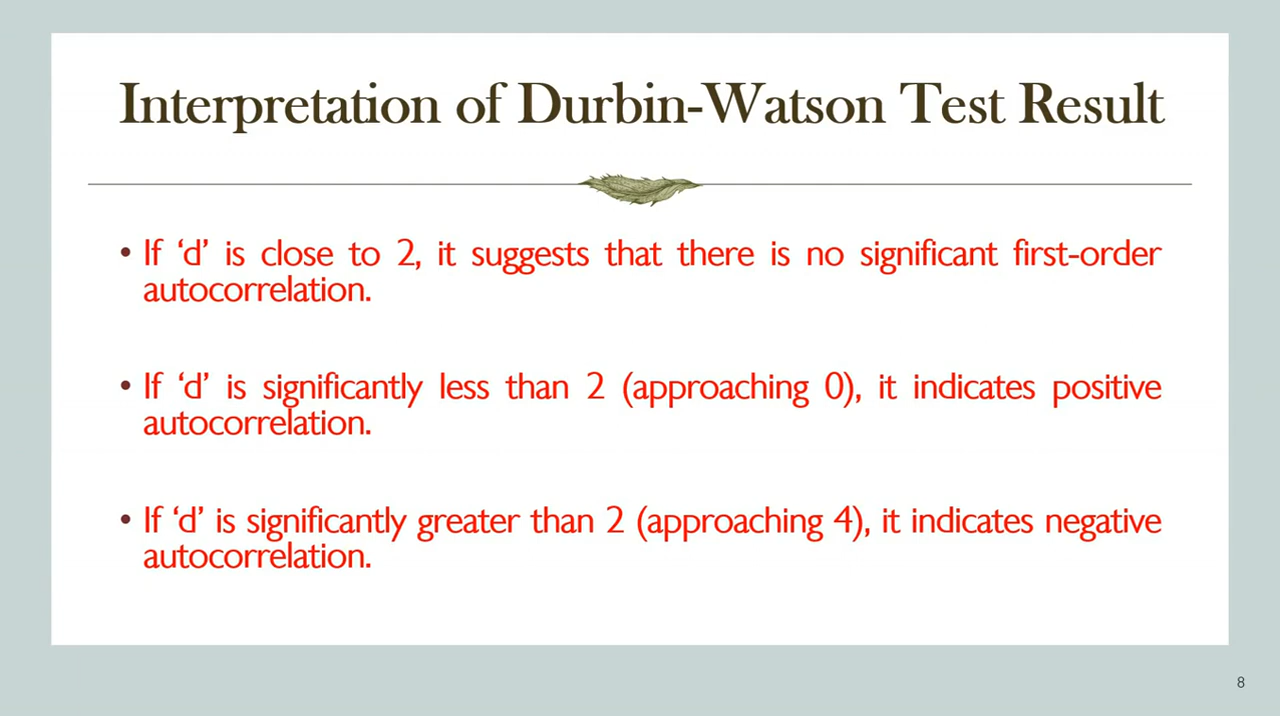 Interpretation of Durbin-Watson Test Result
• If ‘d’ is close to 2, it suggests that there is no significant first-order
autocorrelation.
• If ‘d’ is significantly less than 2 (approaching 0), it indicates positive
autocorrelation.
• If ‘d’ is significantly greater than 2 (approaching 4), it indicates negative
autocorrelation.
8